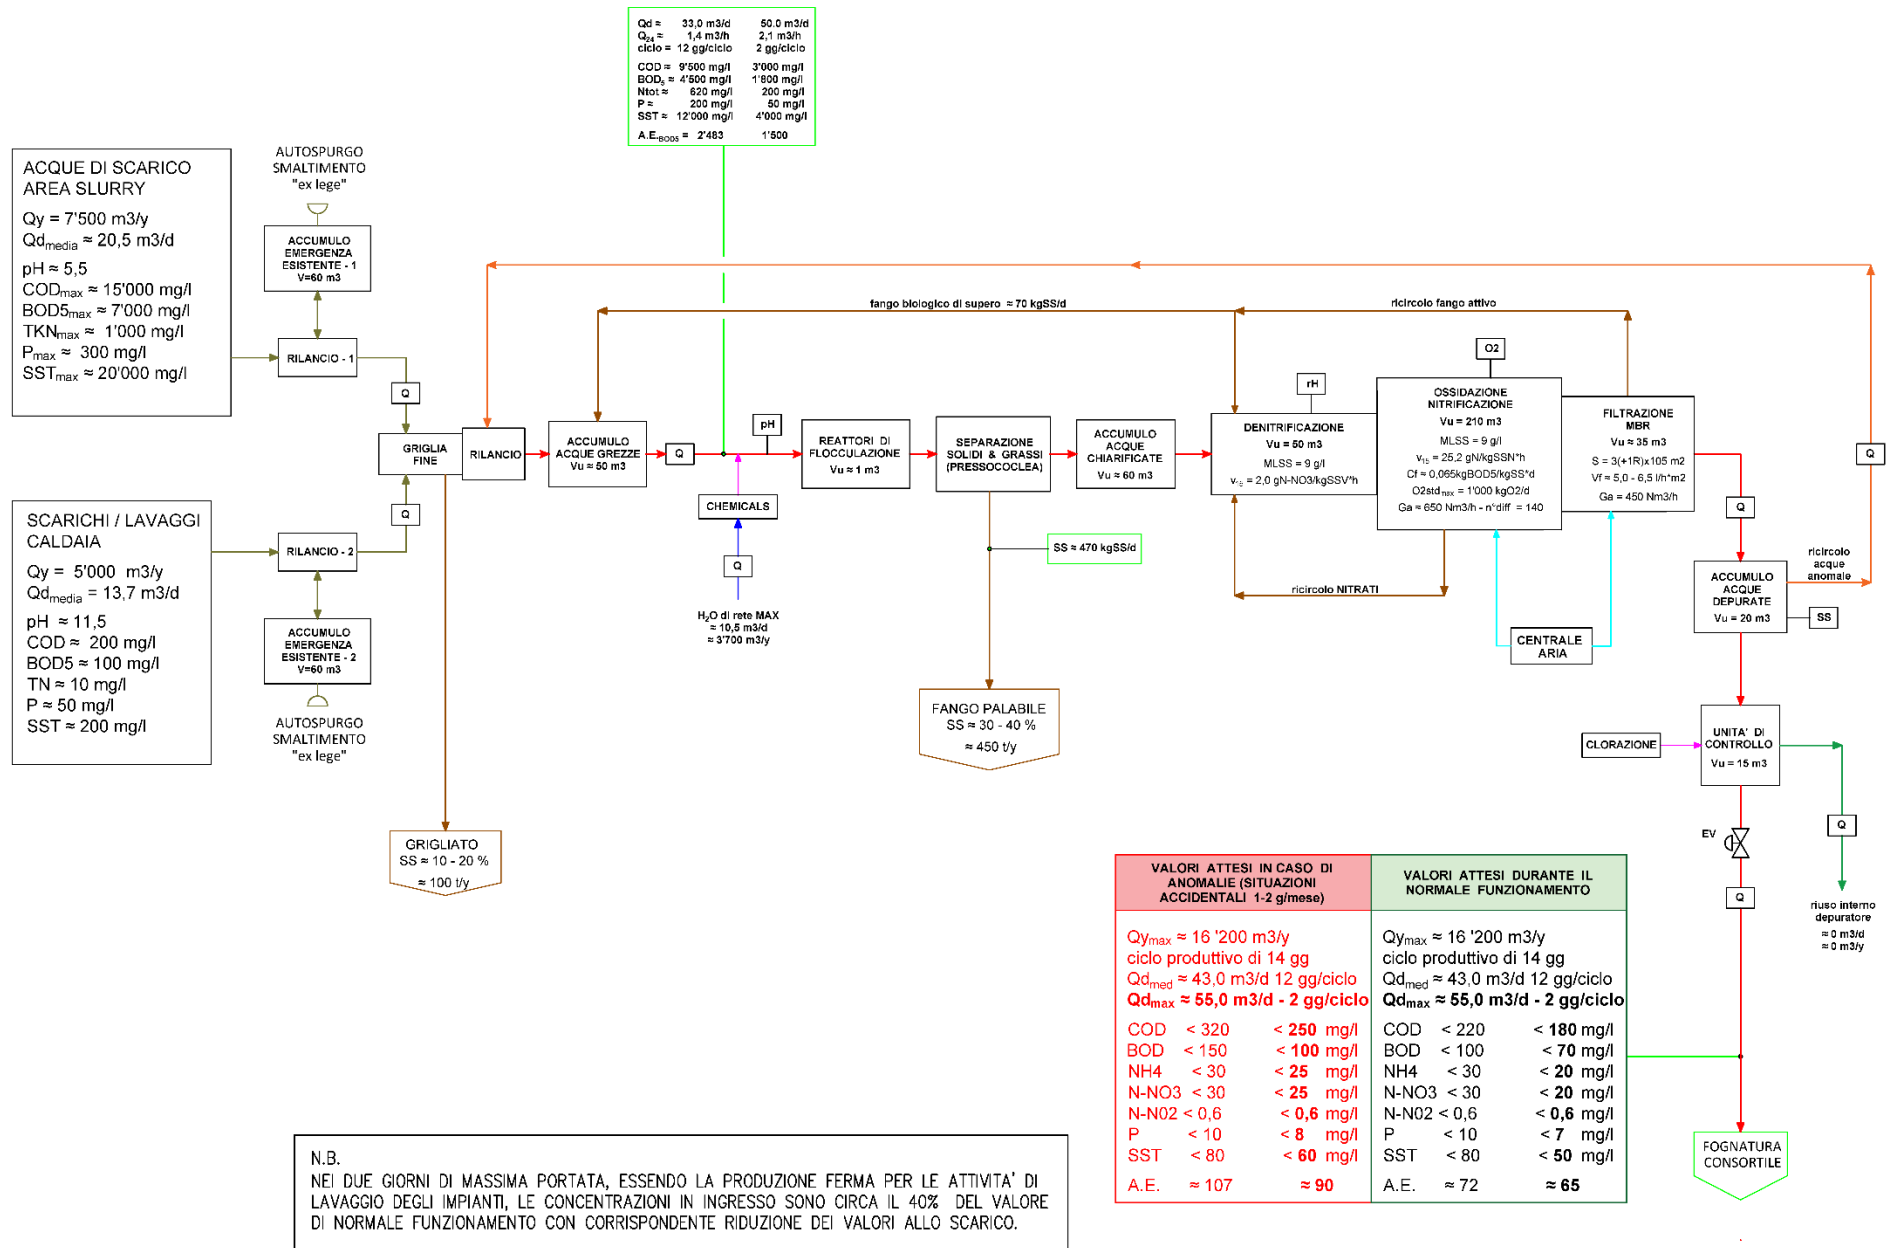 Qd ≈ 33,0 m3/d 50.0 m3/d
Q24 ≈ 1,4 m3/h 2,1 m3/h
ciclo = 12 gg/ciclo 2 gg/ciclo
COD ≈ 9'500 mg/l 3'000 mg/l
BOD5 ≈ 4'500 mg/l 1'800 mg/l
Ntot ≈ 620 mg/l 200 mg/l
P ≈ 200 mg/l 50 mg/l
SST ≈ 12'000 mg/l 4'000 mg/l
A.E.BOD5 = 2'483 1'500
ACQUE DI SCARICO
AREA SLURRY
Qy = 7'500 m3/y
Qdmedia ≈ 20,5 m3/d
pH ≈ 5,5
CODmax ≈ 15'000 mg/l
BOD5max ≈ 7'000 mg/l
TKNmax ≈ 1'000 mg/l
Pmax ≈ 300 mg/l
SSTmax ≈ 20'000 mg/l
AUTOSPURGO
SMALTIMENTO
"ex lege"
ACCUMULO
EMERGENZA
ESISTENTE - 1
V=60 m3
RILANCIO - 1
Q
SCARICHI / LAVAGGI
CALDAIA
Qy = 5'000 m3/y
Qdmedia = 13,7 m3/d
pH ≈ 11,5
COD ≈ 200 mg/l
BOD5 ≈ 100 mg/l
TN ≈ 10 mg/l
P ≈ 50 mg/l
SST ≈ 200 mg/l
Q
RILANCIO - 2
ACCUMULO
EMERGENZA
ESISTENTE - 2
V=60 m3
AUTOSPURGO
SMALTIMENTO
"ex lege"
GRIGLIA
FINE
RILANCIO
GRIGLIATO
SS ≈ 10 - 20 %
≈ 100 t/y
fango biologico di supero ≈ 70 kgSS/d
ricircolo fango attivo
ACCUMULO
ACQUE GREZZE
Vu ≈ 50 m3
Q
pH
CHEMICALS
Q
H2O di rete MAX
≈ 10,5 m3/d
≈ 3'700 m3/y
REATTORI DI
FLOCCULAZIONE
Vu ≈ 1 m3
SEPARAZIONE
SOLIDI & GRASSI
(PRESSOCOCLEA)
SS ≈ 470 kgSS/d
FANGO PALABILE
SS ≈ 30 - 40 %
≈ 450 t/y
ACCUMULO
ACQUE
CHIARIFICATE
Vu ≈ 60 m3
rH
DENITRIFICAZIONE
Vu = 50 m3
MLSS = 9 g/l
v15 = 2,0 gN-NO3/kgSSV*h
ricircolo NITRATI
O2
OSSIDAZIONE
NITRIFICAZIONE
Vu = 210 m3
MLSS = 9 g/l
v15 = 25,2 gN/kgSSN*h
Cf ≈ 0,065kgBOD5/kgSS*d
O2stdmax = 1'000 kgO2/d
Ga ≈ 650 Nm3/h - n°diff = 140
FILTRAZIONE
MBR
Vu ≈ 35 m3
S = 3(+1R)x105 m2
Vf ≈ 5,0 - 6,5 l/h*m2
Ga = 450 Nm3/h
CENTRALE
ARIA
Q
Q
ricircolo
acque
anomale
ACCUMULO
ACQUE
DEPURATE
Vu = 20 m3
SS
CLORAZIONE
UNITA' DI
CONTROLLO
Vu = 15 m3
EV
Q
Q
riuso interno
depuratore
≈ 0 m3/d
≈ 0 m3/y
FOGNATURA
CONSORTILE
VALORI ATTESI IN CASO DI
ANOMALIE (SITUAZIONI
ACCIDENTALI 1-2 g/mese)
Qymax ≈ 16 '200 m3/y
ciclo produttivo di 14 gg
Qdmed ≈ 43,0 m3/d 12 gg/ciclo
Qdmax ≈ 55,0 m3/d - 2 gg/ciclo
COD < 320 < 250 mg/l
BOD < 150 < 100 mg/l
NH4 < 30 < 25 mg/l
N-NO3 < 30 < 25 mg/l
N-N02 < 0,6 < 0,6 mg/l
P < 10 < 8 mg/l
SST < 80 < 60 mg/l
A.E. ≈ 107 ≈ 90
VALORI ATTESI DURANTE IL
NORMALE FUNZIONAMENTO
Qymax ≈ 16 '200 m3/y
ciclo produttivo di 14 gg
Qdmed ≈ 43,0 m3/d 12 gg/ciclo
Qdmax ≈ 55,0 m3/d - 2 gg/ciclo
COD < 220 < 180 mg/l
BOD < 100 < 70 mg/l
NH4 < 30 < 20 mg/l
N-NO3 < 30 < 20 mg/l
N-N02 < 0,6 < 0,6 mg/l
P < 10 < 7 mg/l
SST < 80 < 50 mg/l
A.E. ≈ 72 ≈ 65
N.B.
NEI DUE GIORNI DI MASSIMA PORTATA, ESSENDO LA PRODUZIONE FERMA PER LE ATTIVITA' DI
LAVAGGIO DEGLI IMPIANTI, LE CONCENTRAZIONI IN INGRESSO SONO CIRCA IL 40% DEL VALORE
DI NORMALE FUNZIONAMENTO CON CORRISPONDENTE RIDUZIONE DEI VALORI ALLO SCARICO.